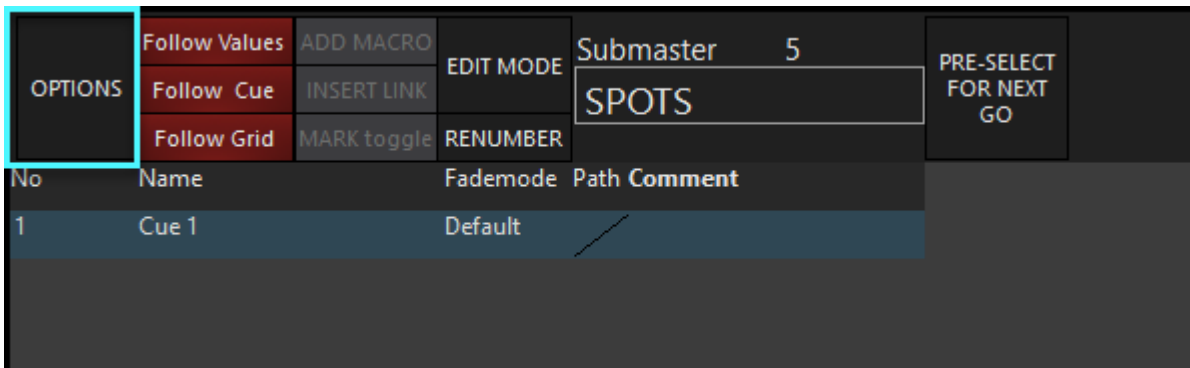 OPTIONS
Follow Values
Follow Cue
Follow Grid
ADD MACRO
INSERT LINK
MARK toggle
EDIT MODE
RENUMBER
Submaster 5
SPOTS
PRE-SELECT
FOR NEXT
GO
No Name Fademode Path Comment
1 Cue 1 Default